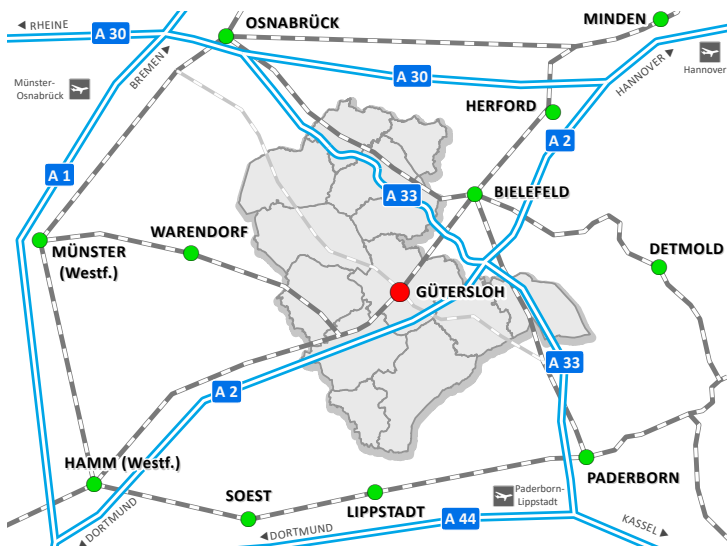 RHEINE
OSNABRÜCK
MINDEN
A 30
BREMEN
A 30
HANNOVER
Hannover
Münster-
Osnabrück
HERFORD
A 2
A 1
A 33
BIELEFELD
WARENDORF
MÜNSTER
(Westf.)
DETMOLD
GÜTERSLOH
A 33
A 2
HAMM (Westf.)
PADERBORN
SOEST
LIPPSTADT
Paderborn-
Lippstadt
A 44
DORTMUND
DORTMUND
KASSEL